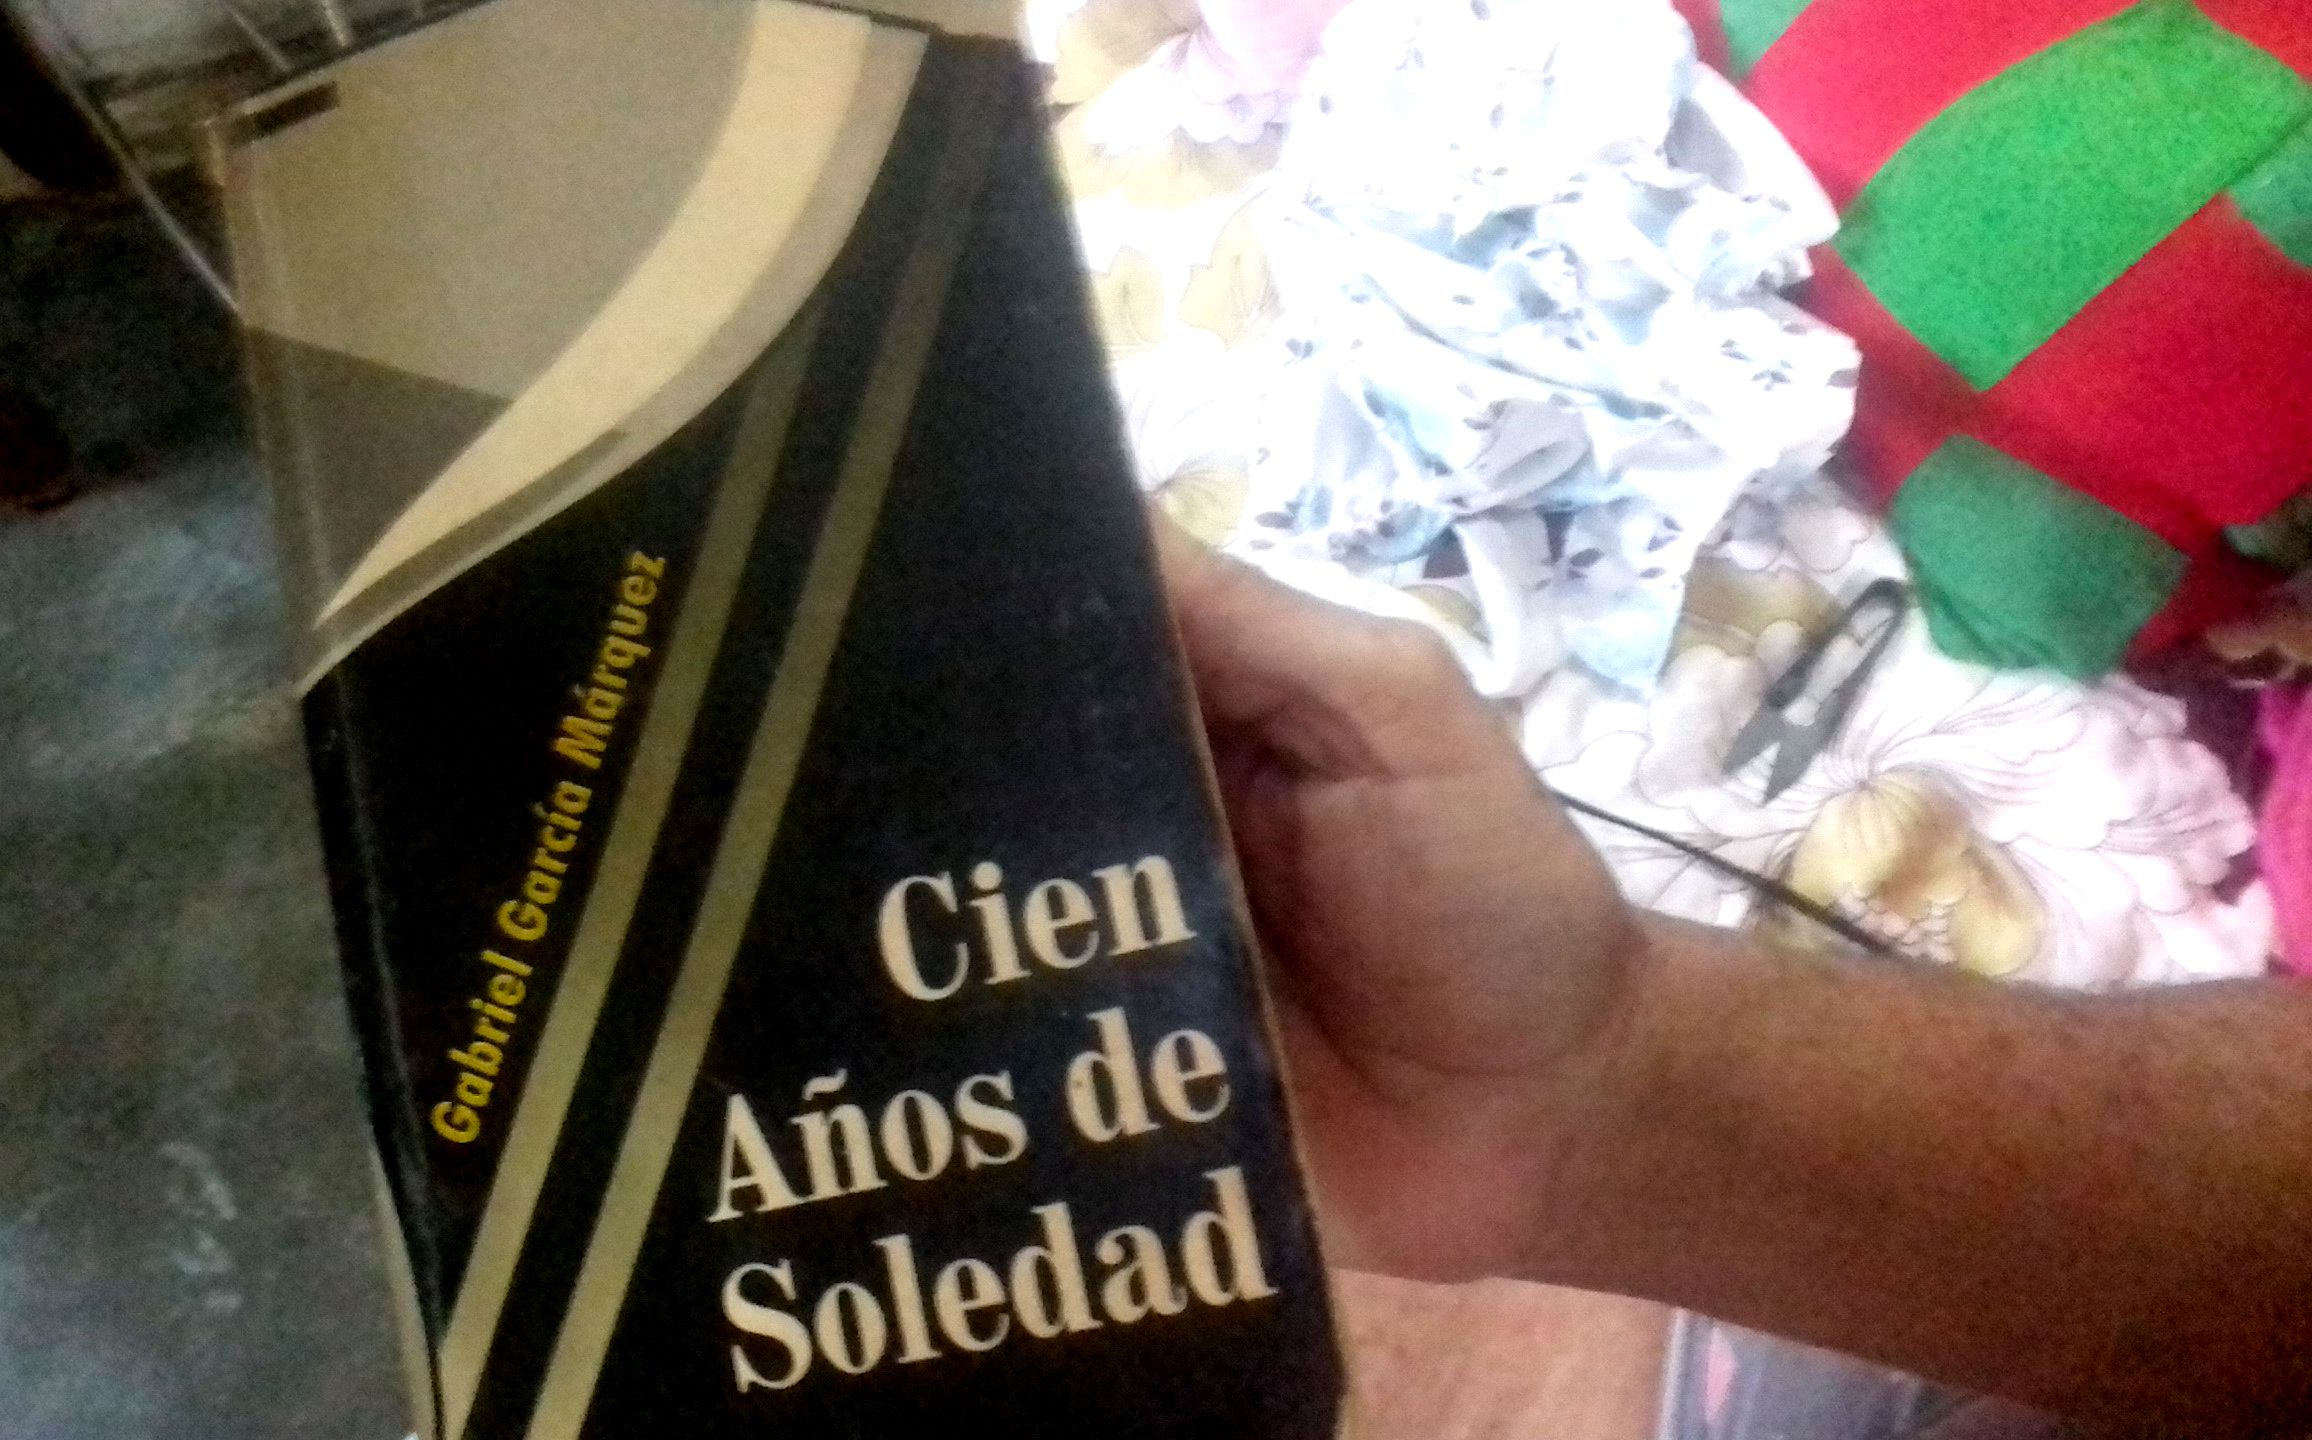 Gabriel García Márquez
Cien
Años de
Soledad